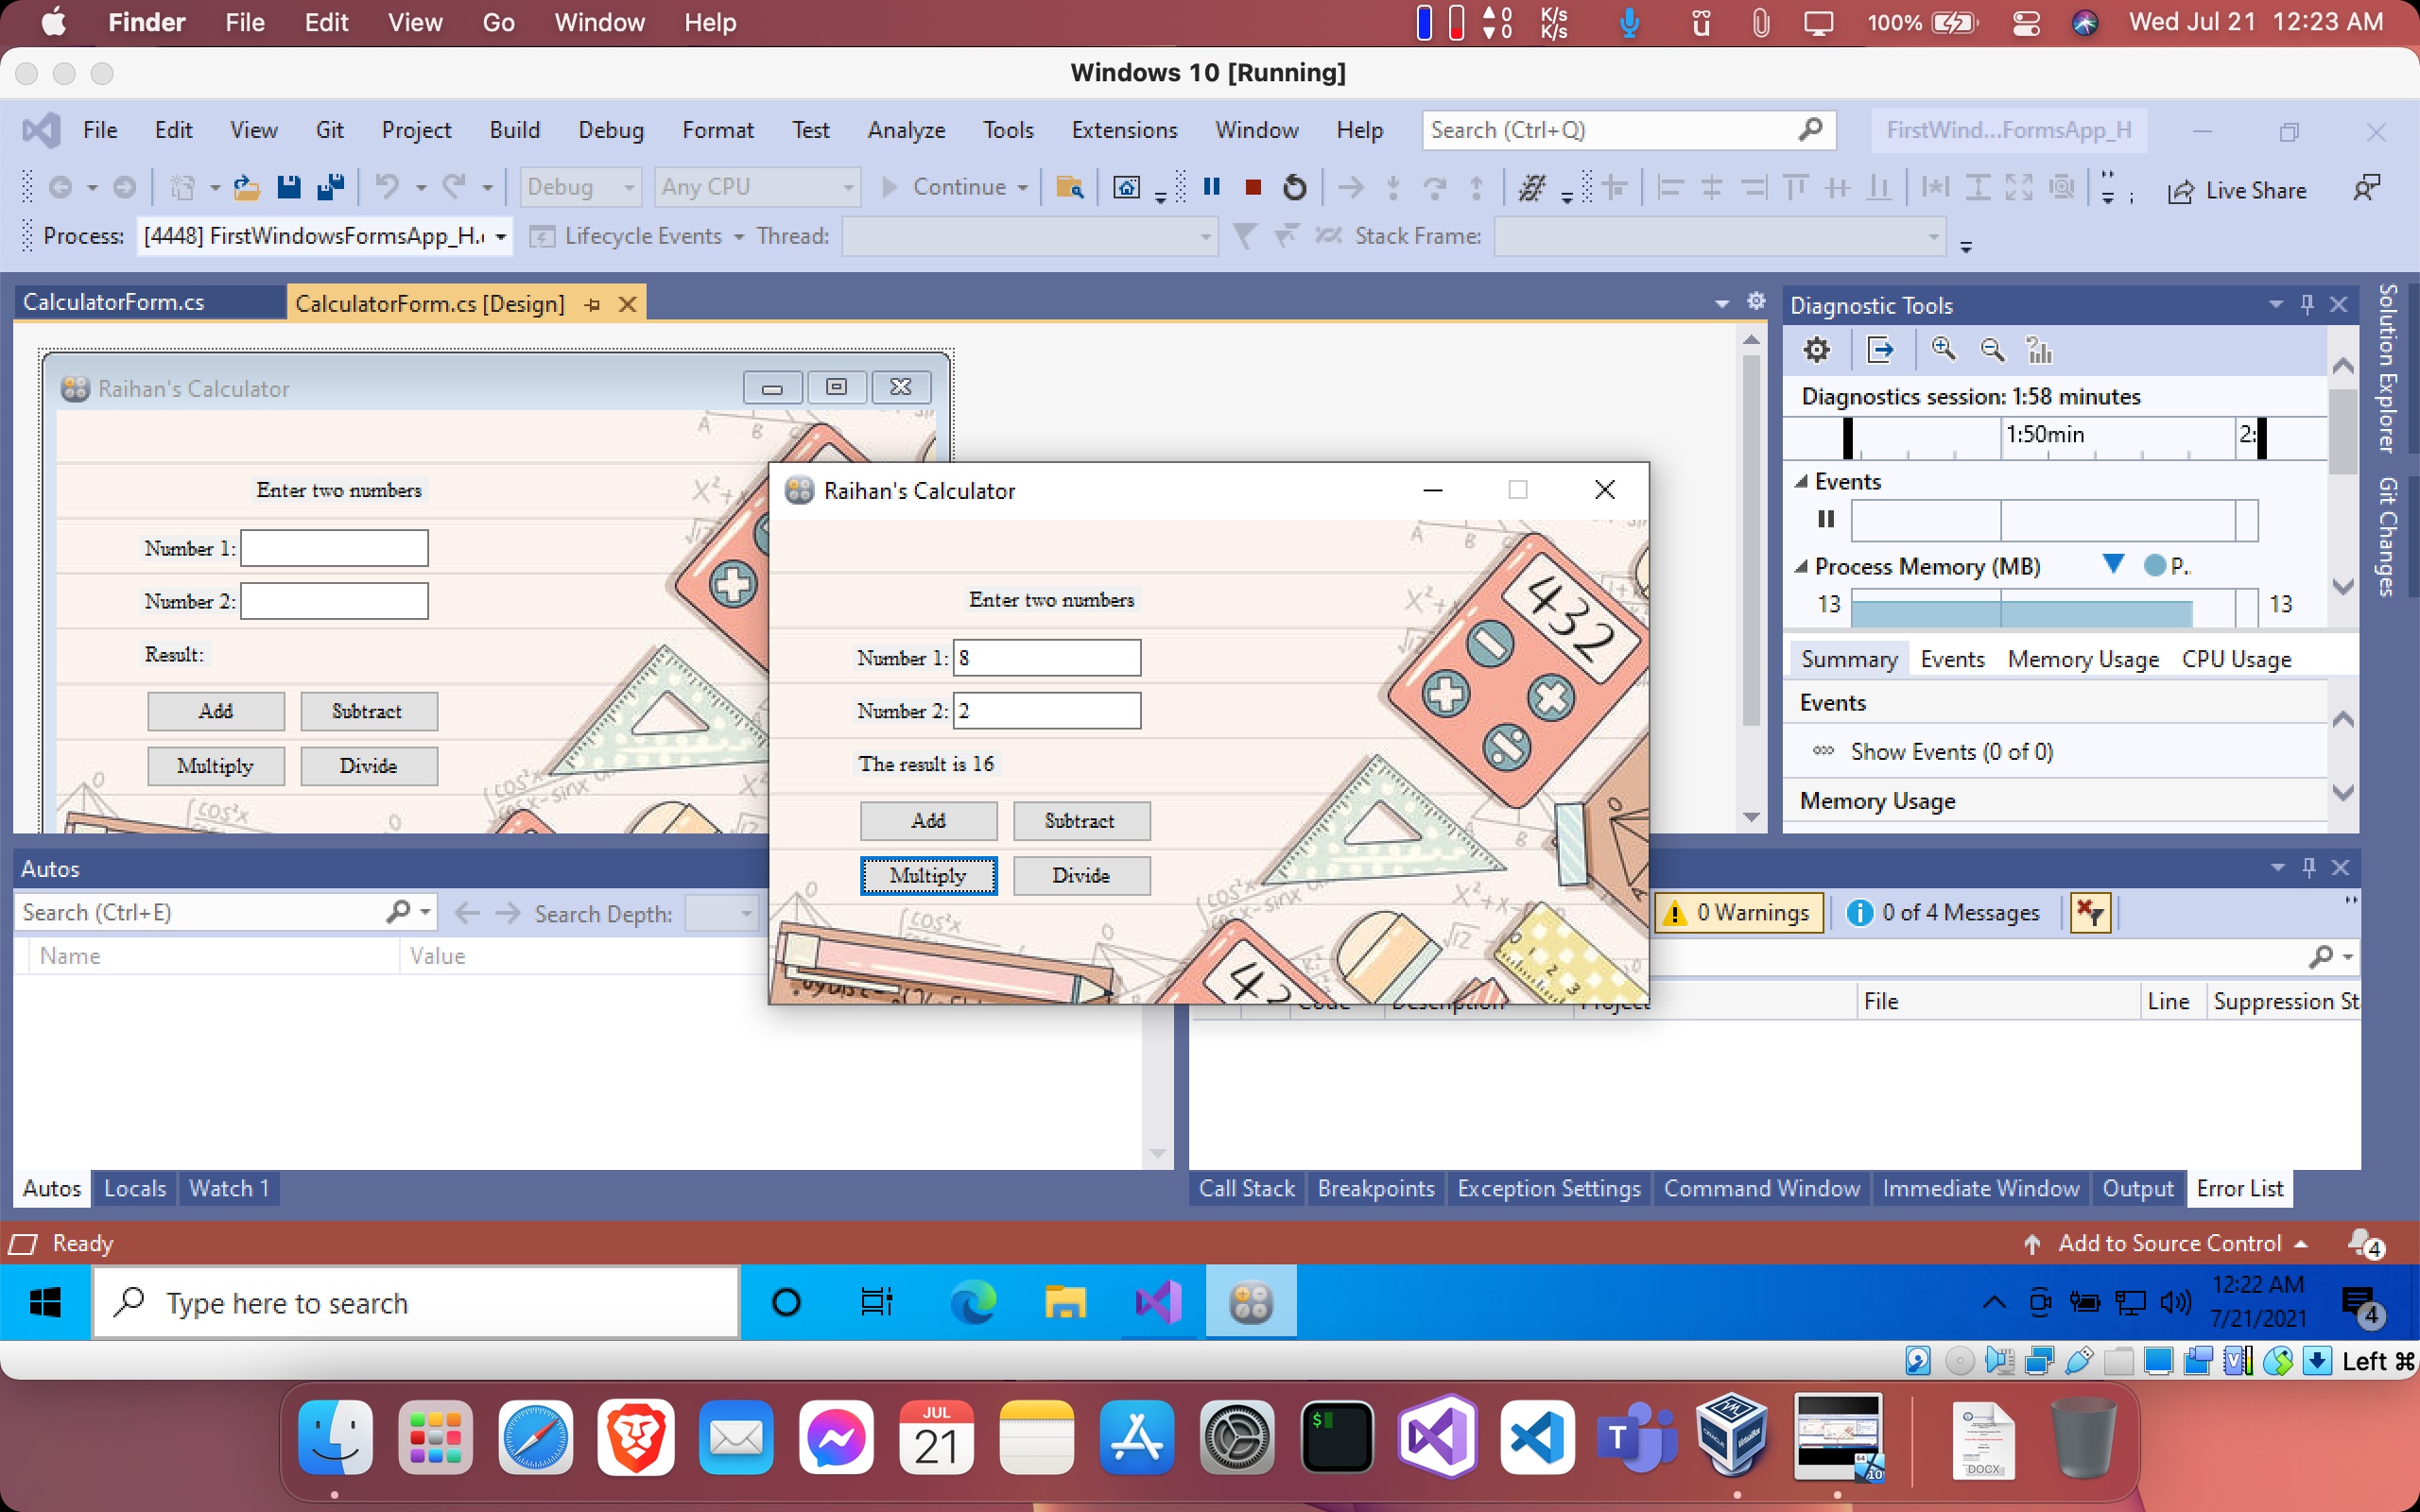 Finder File Edit View Go Window Help 0 0 K/s K/s 100% Wed Jul 21 12:23 AM
Windows 10 [Running]
File Edit View Git Project Build Debug Format Test Analyze Tools Extensions Window Help Search (Ctrl+Q) FirstWind...FormsApp_H
Debug Any CPU Continue Live Share
Process: [4448] FirstWindowsFormsApp_H. Lifecycle Events Thread: Stack Frame:
CalculatorForm.cs CalculatorForm.cs [Design]
Raihan's Calculator
Enter two numbers
Number 1:
Number 2:
Result:
Add Subtract
Multiply Divide
Raihan's Calculator
Enter two numbers
Number 1: 8
Number 2: 2
The result is 16
Add Subtract
Multiply Divide
432
Diagnostic Tools
Diagnostics session: 1:58 minutes
1:50min 2:
Events
Process Memory (MB) P..
13 13
Summary Events Memory Usage CPU Usage
Events
Show Events (0 of 0)
Memory Usage
Solution Explorer
Git Changes
Autos
Search (Ctrl+E) Search Depth:
Name Value
0 Warnings 0 of 4 Messages
Code Description Project File Line Suppression St
Autos Locals Watch 1
Call Stack Breakpoints Exception Settings Command Window Immediate Window Output Error List
Ready Add to Source Control 4
Type here to search 12:22 AM
7/21/2021 4
Left ⌘
JUL
21
DOCX